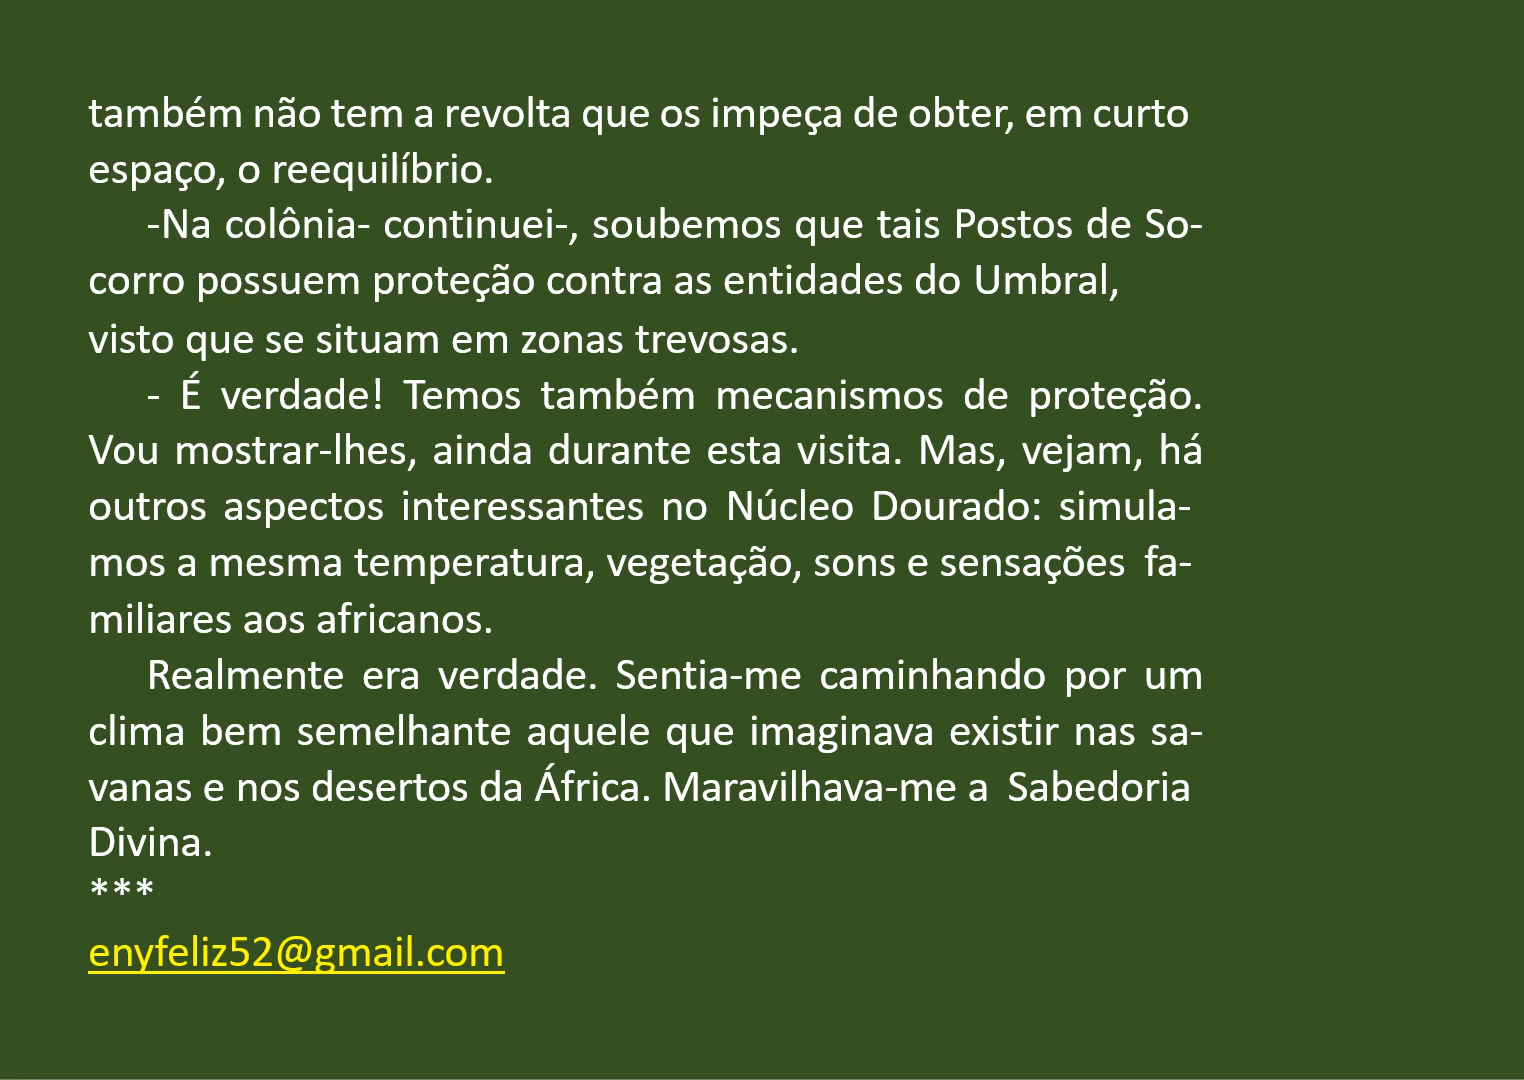 também não tem a revolta que os impeça de obter, em curto
espaço, o reequilíbrio.
-Na colônia- continuei-, soubemos que tais Postos de So-
corro possuem proteção contra as entidades do Umbral,
visto que se situam em zonas trevosas.
- É verdade! Temos também mecanismos de proteção.
Vou mostrar-lhes, ainda durante esta visita. Mas, vejam, há
outros aspectos interessantes no Núcleo Dourado: simula-
mos a mesma temperatura, vegetação, sons e sensações fa-
miliares aos africanos.
Realmente era verdade. Sentia-me caminhando por um
clima bem semelhante aquele que imaginava existir nas sa-
vanas e nos desertos da África. Maravilhava-me a Sabedoria
Divina.
***
enyfeliz52@gmail.com